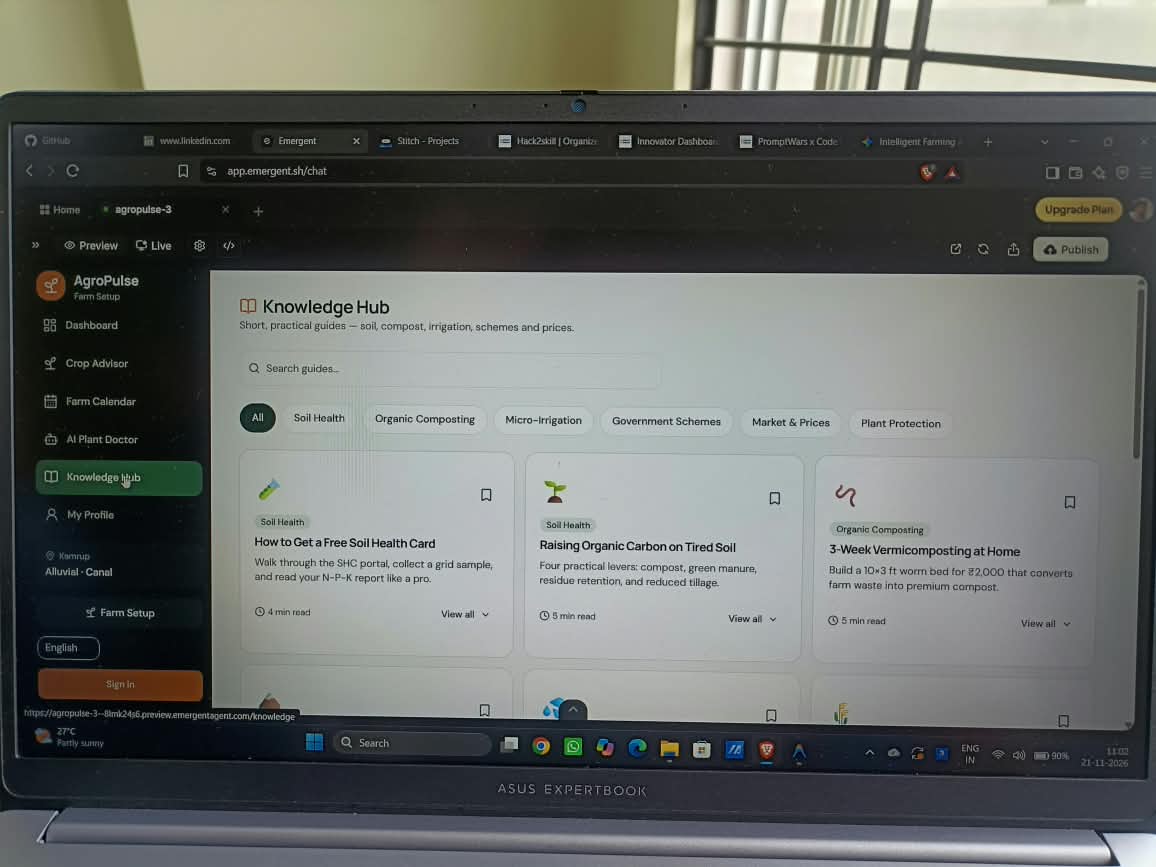 GitHub
www.linkedin.com
Emergent
Stitch - Projects
Hack2skill | Organize
Innovator Dashboar
PromptWars x Code
Intelligent Farming
app.emergent.sh/chat
Home
agropulse-3
Upgrade Plan
Preview
Live
Publish
AgroPulse
Farm Setup
Dashboard
Crop Advisor
Farm Calendar
AI Plant Doctor
Knowledge Hub
My Profile
Kamrup
Alluvial · Canal
Farm Setup
English
Sign in
Knowledge Hub
Short, practical guides — soil, compost, irrigation, schemes and prices.
Search guides...
All
Soil Health
Organic Composting
Micro-Irrigation
Government Schemes
Market & Prices
Plant Protection
Soil Health
How to Get a Free Soil Health Card
Walk through the SHC portal, collect a grid sample,
and read your N-P-K report like a pro.
4 min read
View all
Soil Health
Raising Organic Carbon on Tired Soil
Four practical levers: compost, green manure,
residue retention, and reduced tillage.
5 min read
View all
Organic Composting
3-Week Vermicomposting at Home
Build a 10×3 ft worm bed for ₹2,000 that converts
farm waste into premium compost.
5 min read
View all
https://agropulse-3--8lmk24s6.preview.emergentagent.com/knowledge
27°C
Partly sunny
Search
ENG
IN
90%
11:02
21-11-2026
ASUS EXPERTBOOK